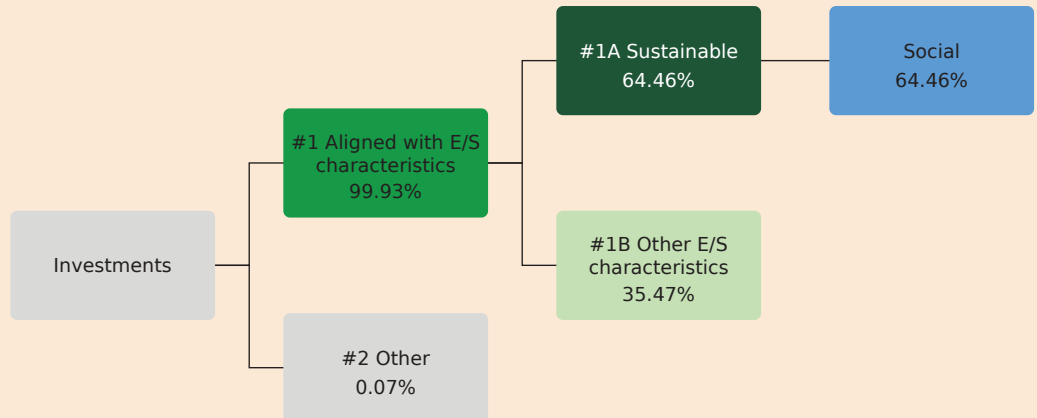 Investments
#1 Aligned with E/S
characteristics
99.93%
#2 Other
0.07%
#1A Sustainable
64.46%
#1B Other E/S
characteristics
35.47%
Social
64.46%